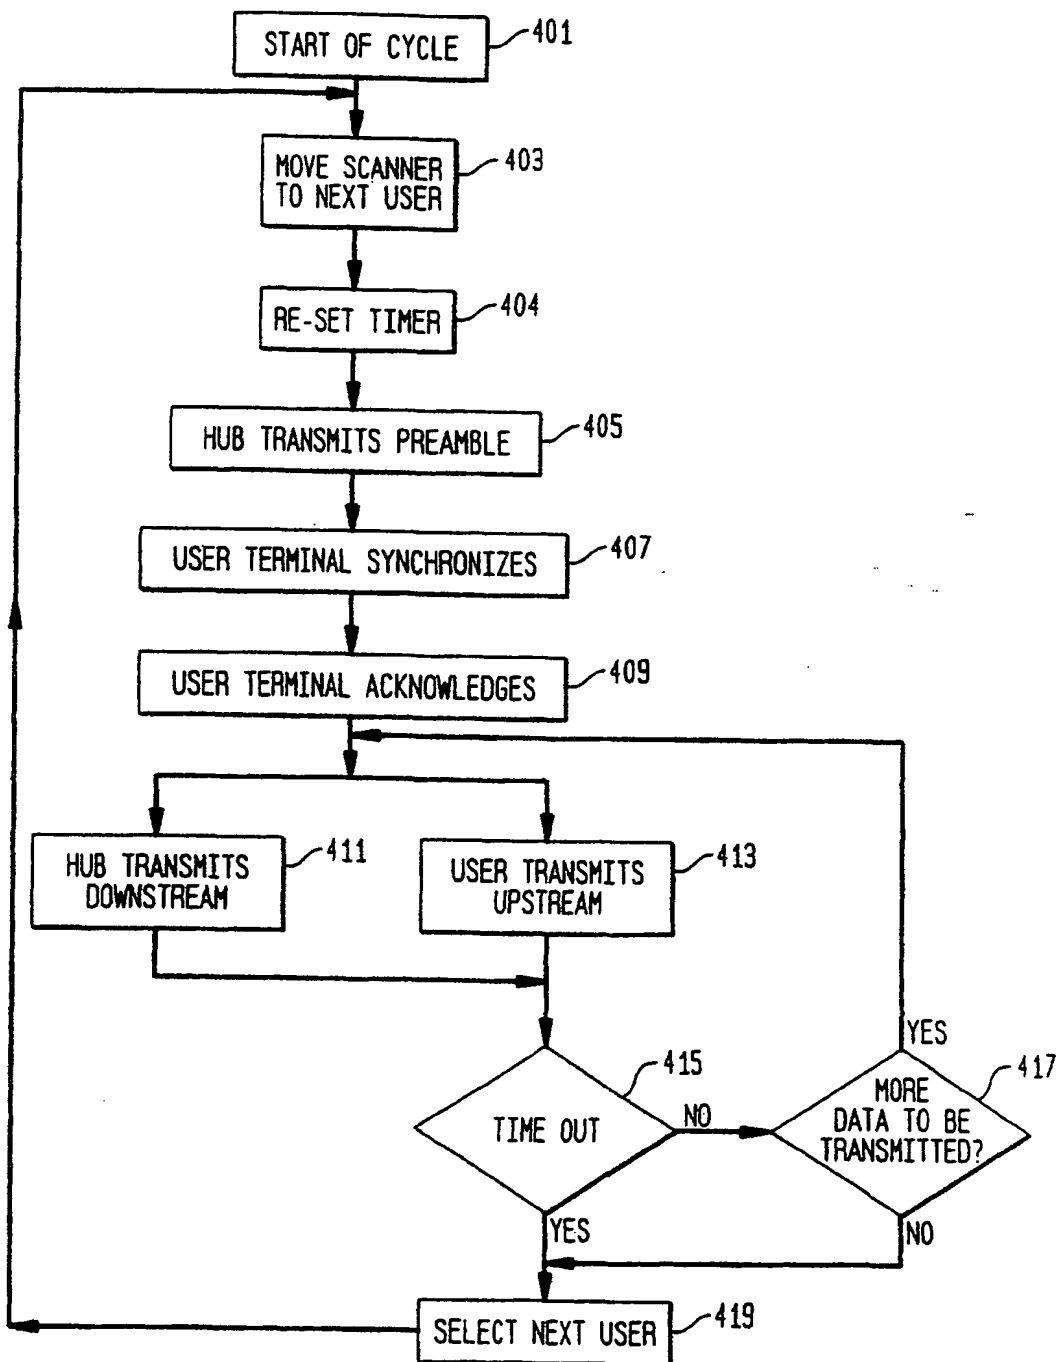 START OF CYCLE
401
MOVE SCANNER
TO NEXT USER
403
RE-SET TIMER
404
HUB TRANSMITS PREAMBLE
405
USER TERMINAL SYNCHRONIZES
407
USER TERMINAL ACKNOWLEDGES
409
HUB TRANSMITS
DOWNSTREAM
411
USER TRANSMITS
UPSTREAM
413
TIME OUT
415
NO
YES
MORE
DATA TO BE
TRANSMITTED?
417
YES
NO
SELECT NEXT USER
419